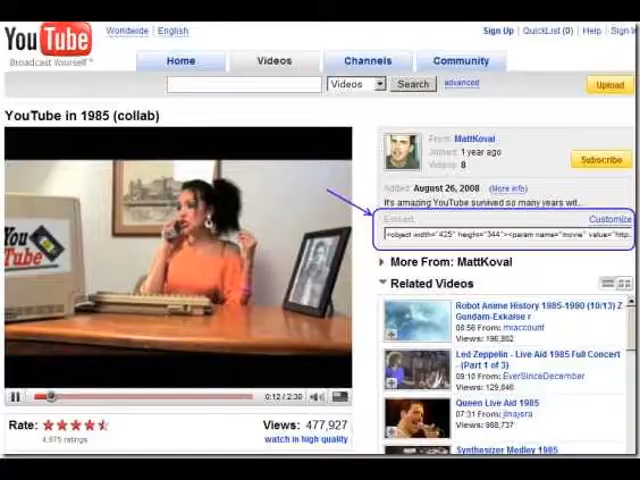 YouTube
Broadcast Yourself™
Worldwide | English
Sign Up | QuickList (0) | Help | Sign In
Home
Videos
Channels
Community
Videos
Search
advanced
Upload
YouTube in 1985 (collab)
You
Tube
From: MattKoval
Joined: 1 year ago
Videos: 8
Subscribe
Added: August 26, 2008 (More info)
It's amazing YouTube survived so many years wit...
Embed
Customize
<object width="425" height="344"><param name="movie" value="http:
More From: MattKoval
Related Videos
Robot Anime History 1985-1990 (10/13) Z
Gundam-Exkaise r
08:56 From: miaccount
Views: 196,802
Led Zeppelin - Live Aid 1985 Full Concert
- (Part 1 of 3)
09:10 From: EverSinceDecember
Views: 129,646
Queen Live Aid 1985
07:31 From: jlnajera
Views: 988,737
Synthesizer Medley 1985
0:12 / 2:30
Rate:
4,975 ratings
Views: 477,927
watch in high quality